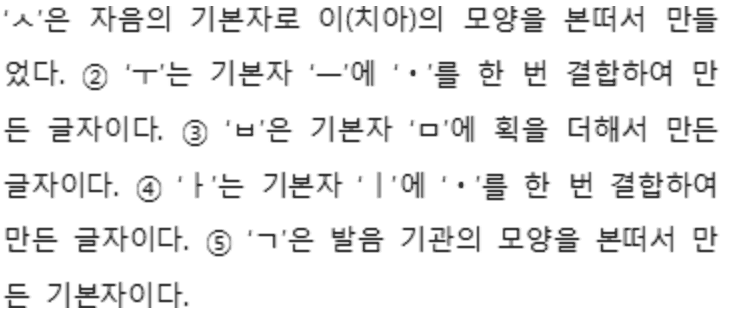 ‘ㅅ’은 자음의 기본자로 이(치아)의 모양을 본떠서 만들
었다. ② ‘ㅜ’는 기본자 ‘ㅡ’에 ‘ㆍ’를 한 번 결합하여 만
든 글자이다. ③ ‘ㅂ’은 기본자 ‘ㅁ’에 획을 더해서 만든
글자이다. ④ ‘ㅏ’는 기본자 ‘ㅣ’에 ‘ㆍ’를 한 번 결합하여
만든 글자이다. ⑤ ‘ㄱ’은 발음 기관의 모양을 본떠서 만
든 기본자이다.